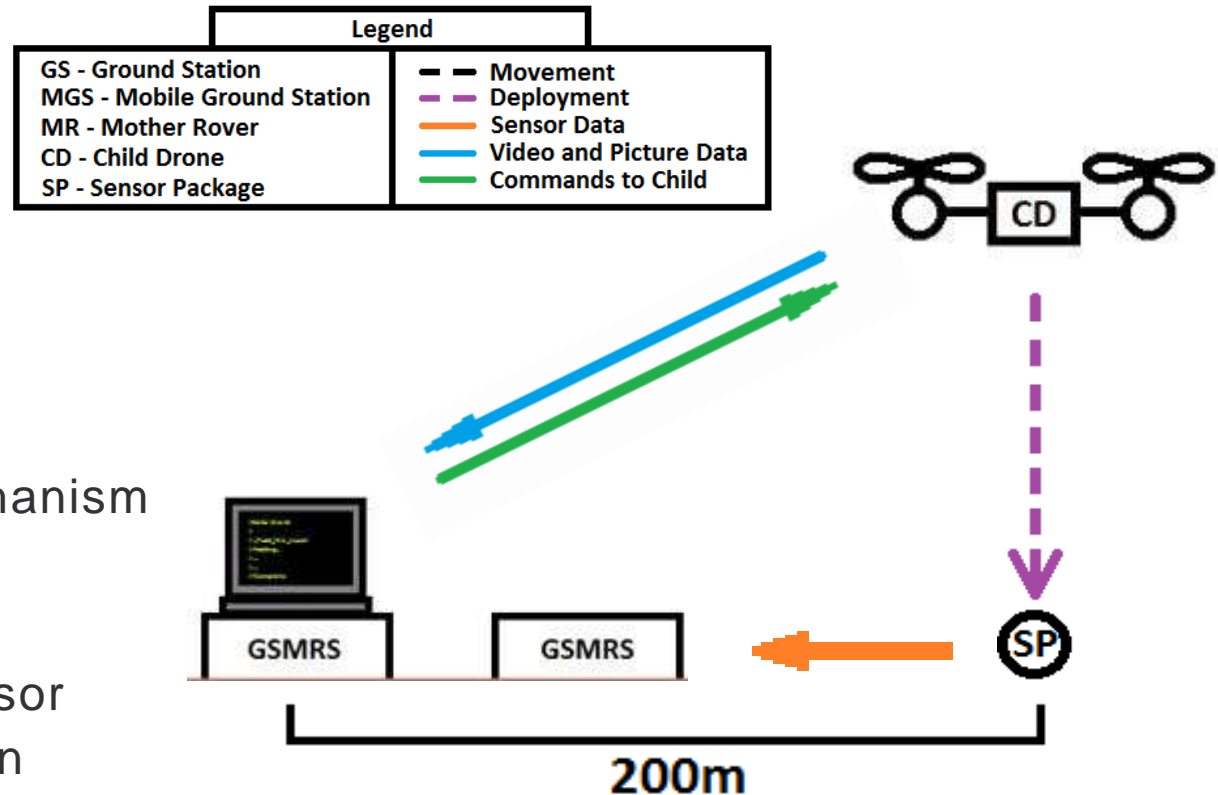 Legend
GS - Ground Station
MGS - Mobile Ground Station
MR - Mother Rover
CD - Child Drone
SP - Sensor Package
Movement
Deployment
Sensor Data
Video and Picture Data
Commands to Child
CD
hanism
GSMRS
GSMRS
SP
sor
n
200m